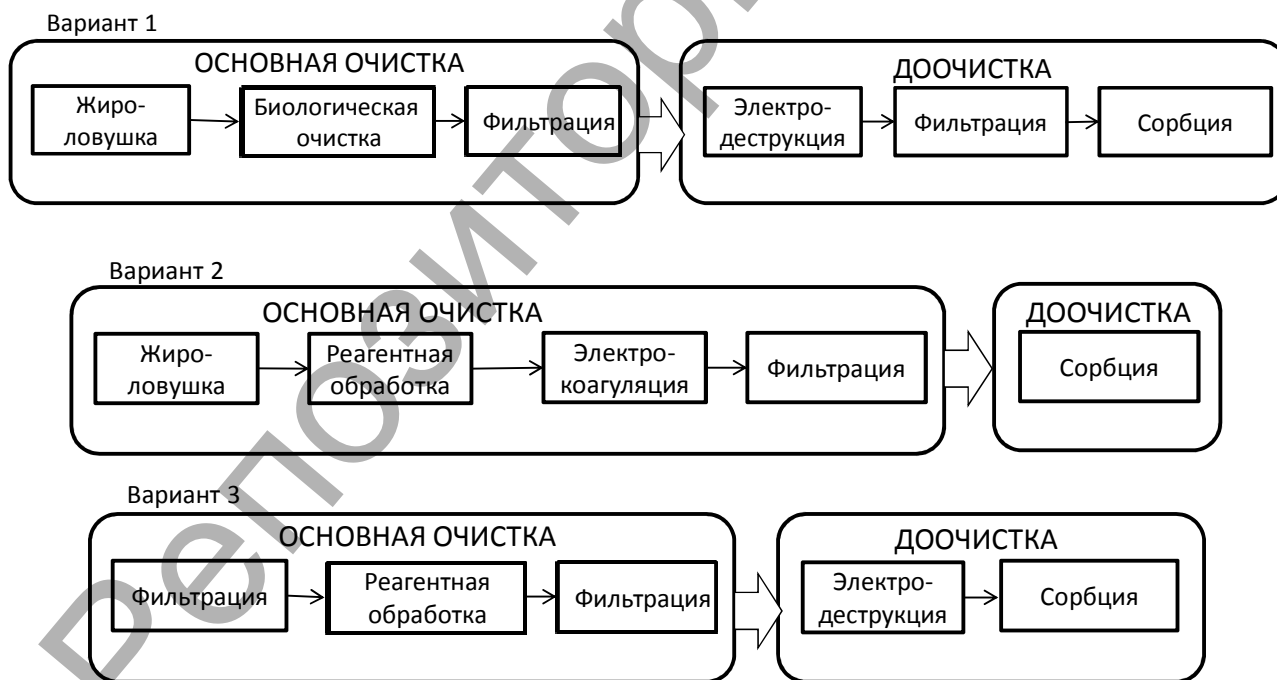 Вариант 1
ОСНОВНАЯ ОЧИСТКА
Жиро-
ловушка
Биологическая
очистка
Фильтрация
ДООЧИСТКА
Электро-
деструкция
Фильтрация
Сорбция
Вариант 2
ОСНОВНАЯ ОЧИСТКА
Жиро-
ловушка
Реагентная
обработка
Электро-
коагуляция
Фильтрация
ДООЧИСТКА
Сорбция
Вариант 3
ОСНОВНАЯ ОЧИСТКА
Фильтрация
Реагентная
обработка
Фильтрация
ДООЧИСТКА
Электро-
деструкция
Сорбция